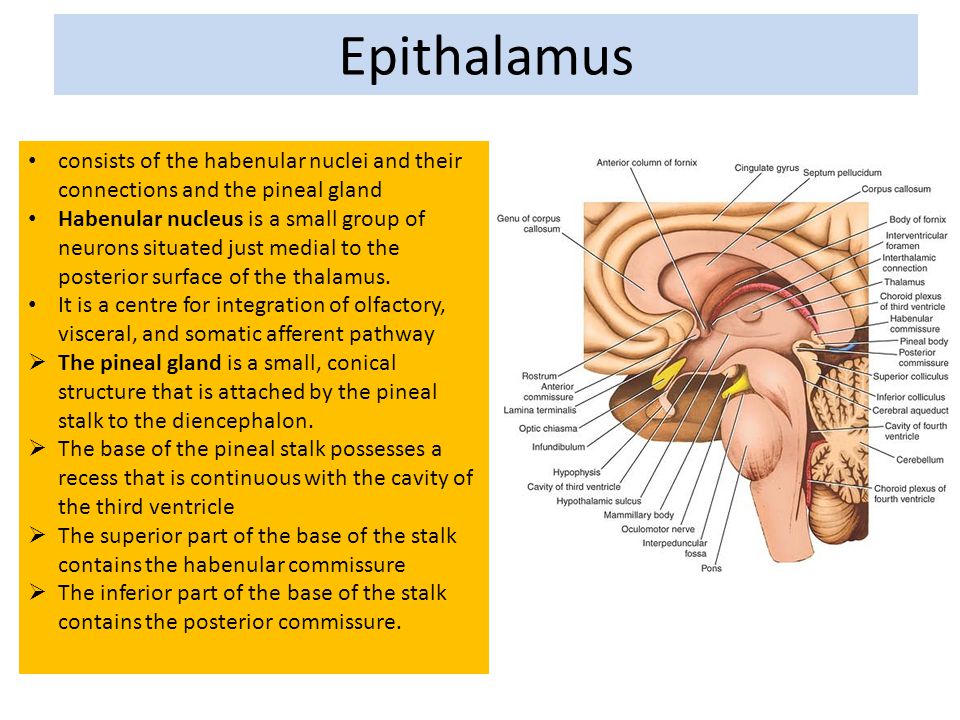 Epithalamus
• consists of the habenular nuclei and their
connections and the pineal gland
• Habenular nucleus is a small group of
neurons situated just medial to the
posterior surface of the thalamus.
• It is a centre for integration of olfactory,
visceral, and somatic afferent pathway
➢ The pineal gland is a small, conical
structure that is attached by the pineal
stalk to the diencephalon.
➢ The base of the pineal stalk possesses a
recess that is continuous with the cavity of
the third ventricle
➢ The superior part of the base of the stalk
contains the habenular commissure
➢ The inferior part of the base of the stalk
contains the posterior commissure.
Anterior column of fornix
Cingulate gyrus
Septum pellucidum
Corpus callosum
Genu of corpus
callosum
Body of fornix
Interventricular
foramen
Interthalamic
connection
Thalamus
Choroid plexus
of third ventricle
Habenular
commissure
Pineal body
Posterior
commissure
Superior colliculus
Inferior colliculus
Cerebral aqueduct
Cavity of fourth
ventricle
Cerebellum
Choroid plexus of
fourth ventricle
Rostrum
Anterior
commissure
Lamina terminalis
Optic chiasma
Infundibulum
Hypophysis
Cavity of third ventricle
Hypothalamic sulcus
Mammillary body
Oculomotor nerve
Interpeduncular
fossa
Pons